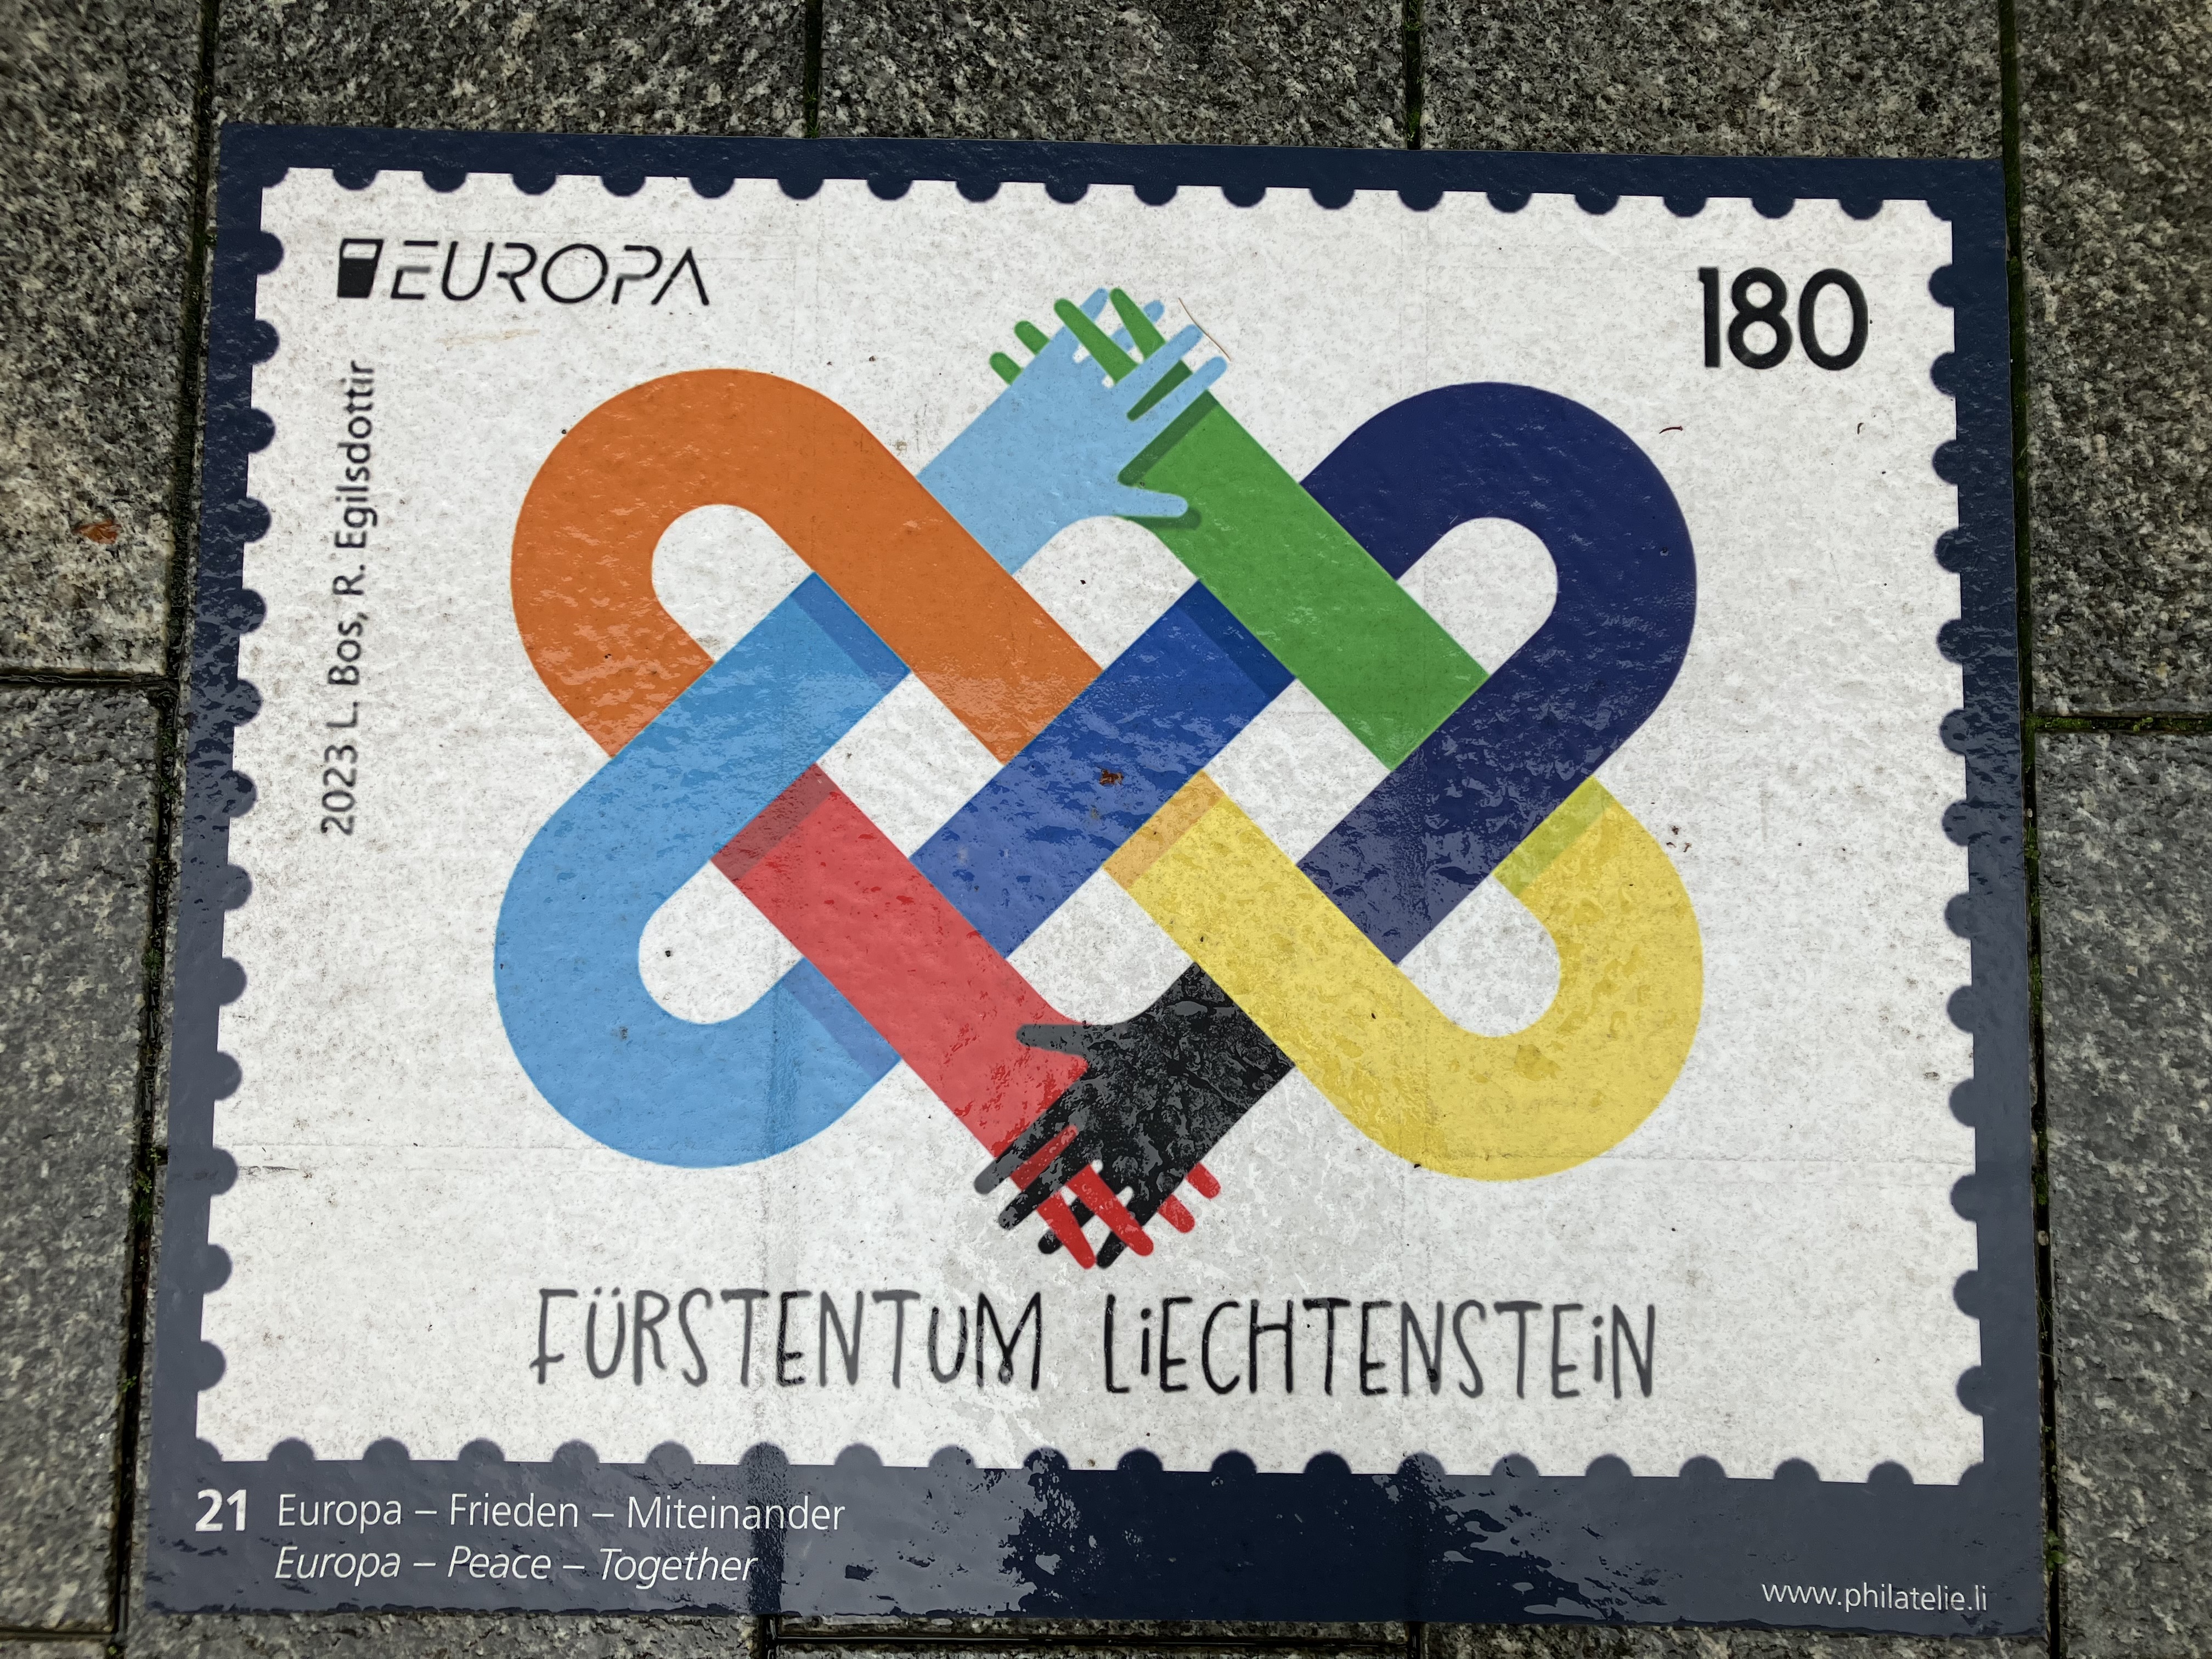 EUROPA
180
2023 L. Bos, R. Egilsdottir
FÜRSTENTUM LiECHTENSTEiN
21 Europa – Frieden – Miteinander
Europa – Peace – Together
www.philatelie.li